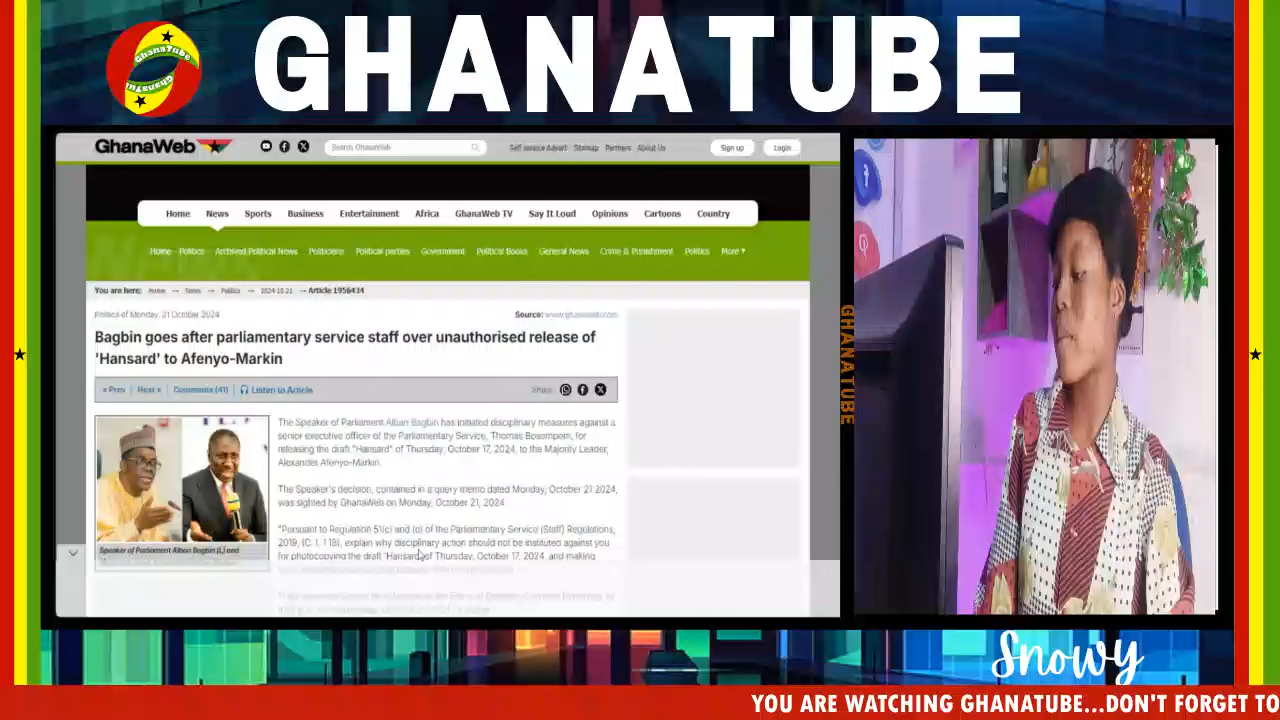 GHANATUBE
GhanaTube
GhanaTube
GhanaWeb
Search GhanaWeb
Self service Advert Sitemap Partners About Us
Sign up
Login
Home News Sports Business Entertainment Africa GhanaWeb TV Say It Loud Opinions Cartoons Country
Home Politics Archived Political News Politicians Political parties Government Political Books General News Crime & Punishment Politics More
You are here: Home → News → Politics → 2024-10-21 → Article 1956434
Politics of Monday, 21 October 2024
Source: www.ghanaweb.com
Bagbin goes after parliamentary service staff over unauthorised release of
'Hansard' to Afenyo-Markin
« Prev Next » Comments (41) Listen to Article
Share:
The Speaker of Parliament Alban Bagbin has initiated disciplinary measures against a
senior executive officer of the Parliamentary Service, Thomas Bosompem, for
releasing the draft "Hansard" of Thursday, October 17, 2024, to the Majority Leader,
Alexander Afenyo-Markin.
The Speaker's decision, contained in a query memo dated Monday, October 21 2024,
was sighted by GhanaWeb on Monday, October 21, 2024
"Pursuant to Regulation 51(c) and (o) of the Parliamentary Service (Staff) Regulations,
2019, (C. I. 118), explain why disciplinary action should not be instituted against you
for photocopying the draft 'Hansard' of Thursday, October 17, 2024, and making
Speaker of Parliament Alban Bagbin (L) and
GHANATUBE
Snowy
YOU ARE WATCHING GHANATUBE...DON'T FORGET TO